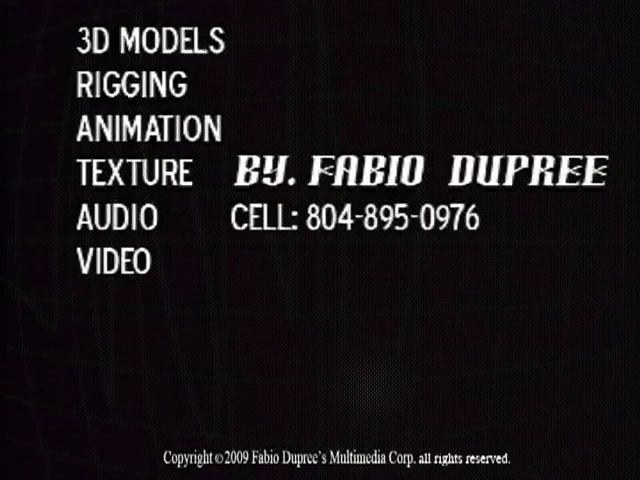 3D MODELS
RIGGING
ANIMATION
TEXTURE BY. FABIO DUPREE
AUDIO CELL: 804-895-0976
VIDEO
Copyright ©2009 Fabio Dupree's Multimedia Corp. all rights reserved.